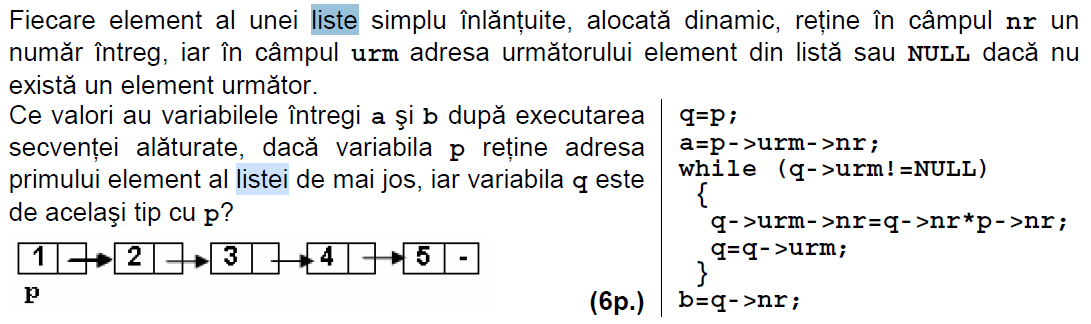 Fiecare element al unei liste simplu înlănțuite, alocată dinamic, reține în câmpul nr un
număr întreg, iar în câmpul urm adresa următorului element din listă sau NULL dacă nu
există un element următor.
Ce valori au variabilele întregi a şi b după executarea
secvenței alăturate, dacă variabila p reține adresa
primului element al listei de mai jos, iar variabila q este
de acelaşi tip cu p?
1 2 3 4 5 -
p
(6p.)
q=p;
a=p->urm->nr;
while (q->urm!=NULL)
{
q->urm->nr=q->nr*p->nr;
q=q->urm;
}
b=q->nr;